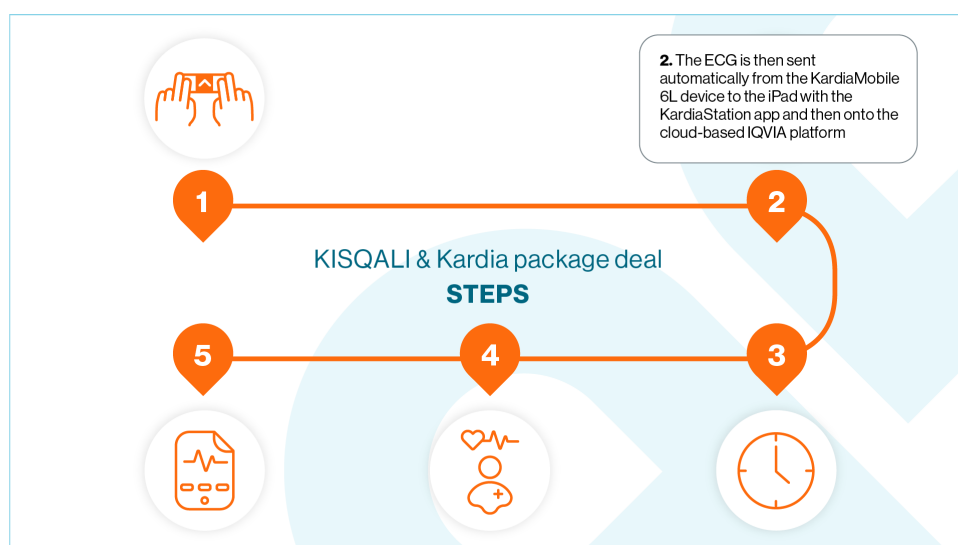 2. The ECG is then sent
automatically from the KardiaMobile
6L device to the iPad with the
KardiaStation app and then onto the
cloud-based IQVIA platform
1
2
KISQALI & Kardia package deal
STEPS
5
4
3